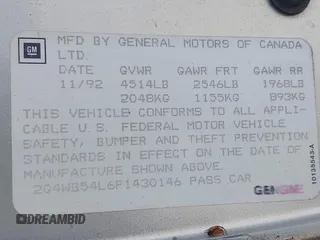 GM
MFD BY GENERAL MOTORS OF CANADA
LTD.
DATE GVWR GAWR FRT GAWR RR
11/92 4514LB 2546LB 1968LB
2048KG 1155KG 893KG
THIS VEHICLE CONFORMS TO ALL APPLI-
CABLE U.S. FEDERAL MOTOR VEHICLE
SAFETY, BUMPER, AND THEFT PREVENTION
STANDARDS IN EFFECT ON THE DATE OF
MANUFACTURE SHOWN ABOVE.
2G4WB54L6P1430146 PASS CAR
10135543-A
© DREAMBID